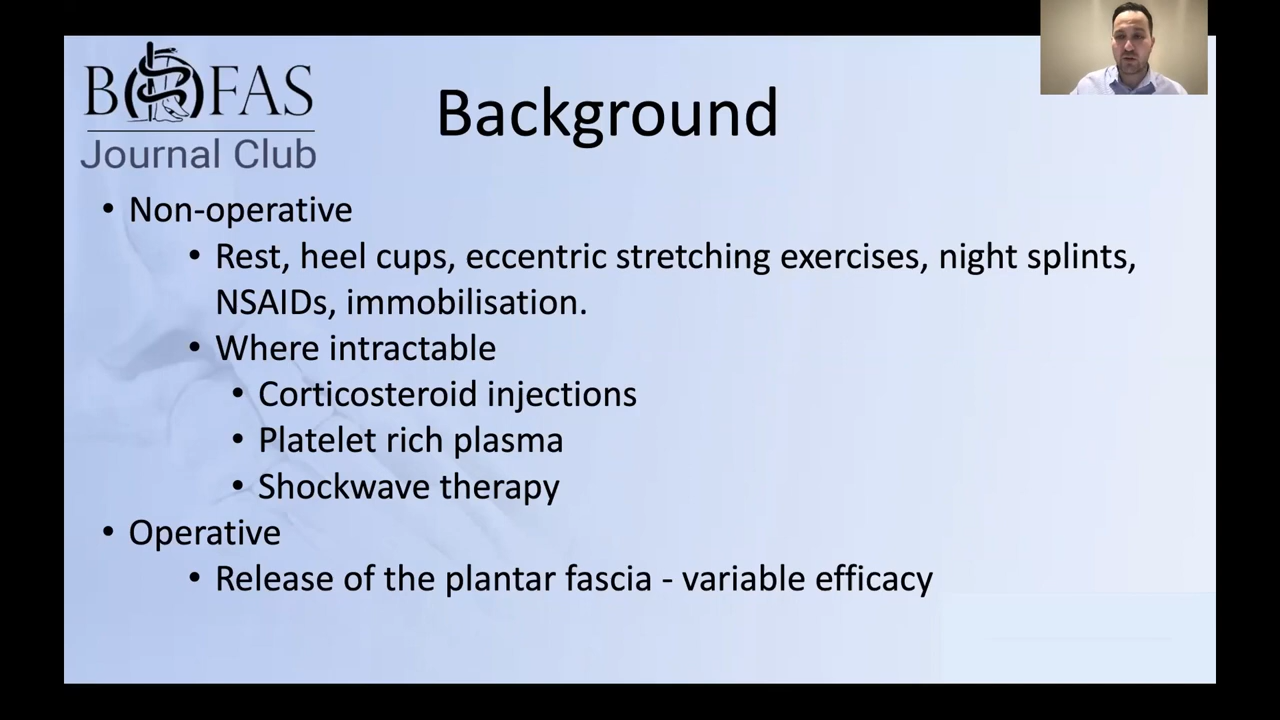 BOFAS
Journal Club
Background
• Non-operative
• Rest, heel cups, eccentric stretching exercises, night splints,
NSAIDs, immobilisation.
• Where intractable
• Corticosteroid injections
• Platelet rich plasma
• Shockwave therapy
• Operative
• Release of the plantar fascia - variable efficacy